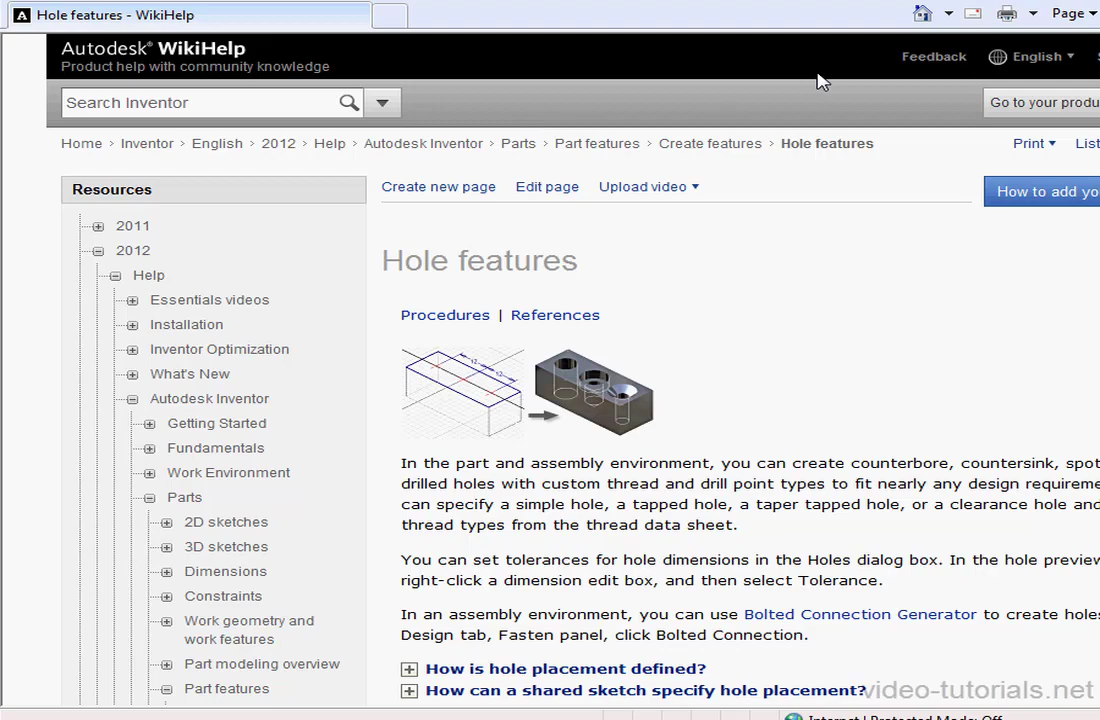 Hole features - WikiHelp
Page
Autodesk® WikiHelp
Product help with community knowledge
Feedback
English
Search Inventor
Go to your produ
Home > Inventor > English > 2012 > Help > Autodesk Inventor > Parts > Part features > Create features > Hole features
Print
List
Resources
Create new page
Edit page
Upload video
How to add yo
2011
2012
Help
Essentials videos
Installation
Inventor Optimization
What's New
Autodesk Inventor
Getting Started
Fundamentals
Work Environment
Parts
2D sketches
3D sketches
Dimensions
Constraints
Work geometry and
work features
Part modeling overview
Part features
Hole features
Procedures | References
In the part and assembly environment, you can create counterbore, countersink, spot
drilled holes with custom thread and drill point types to fit nearly any design requireme
can specify a simple hole, a tapped hole, a taper tapped hole, or a clearance hole and
thread types from the thread data sheet.
You can set tolerances for hole dimensions in the Holes dialog box. In the hole preview
right-click a dimension edit box, and then select Tolerance.
In an assembly environment, you can use Bolted Connection Generator to create holes
Design tab, Fasten panel, click Bolted Connection.
How is hole placement defined?
How can a shared sketch specify hole placement?
video-tutorials.net
Internet | Protected Mode: Off